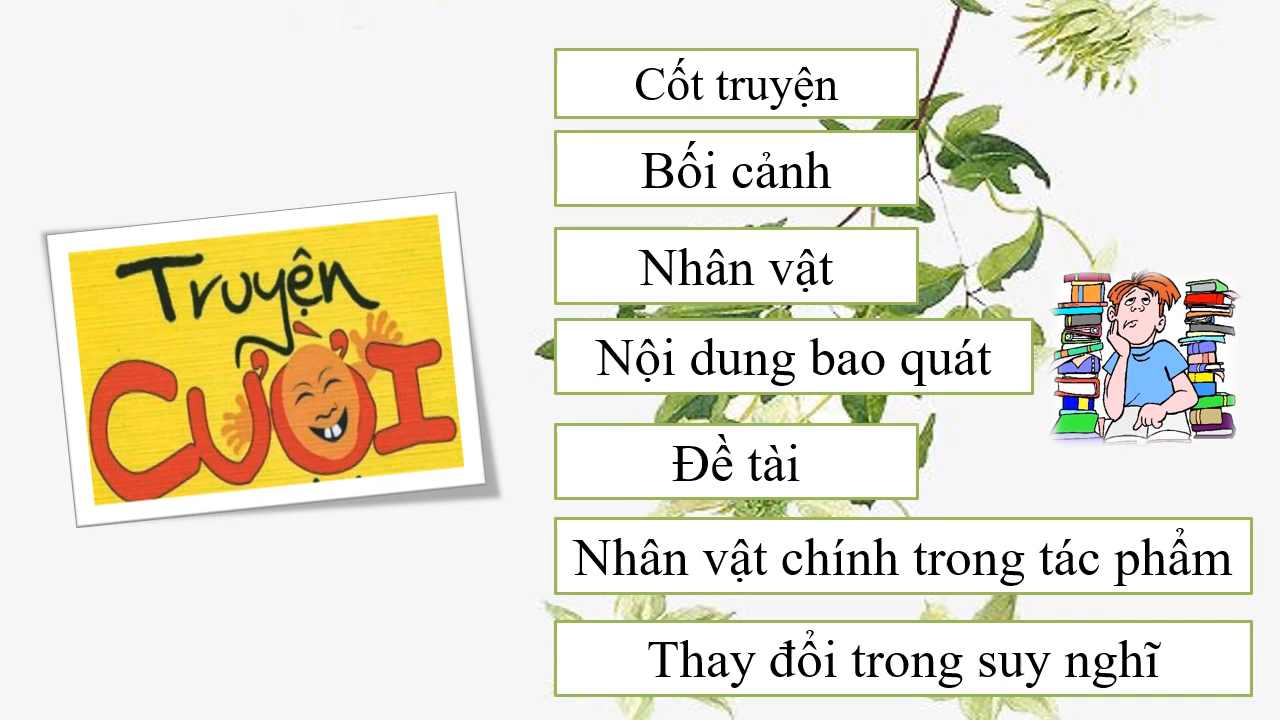 Truyện
CƯỜI
Cốt truyện
Bối cảnh
Nhân vật
Nội dung bao quát
Đề tài
Nhân vật chính trong tác phẩm
Thay đổi trong suy nghĩ